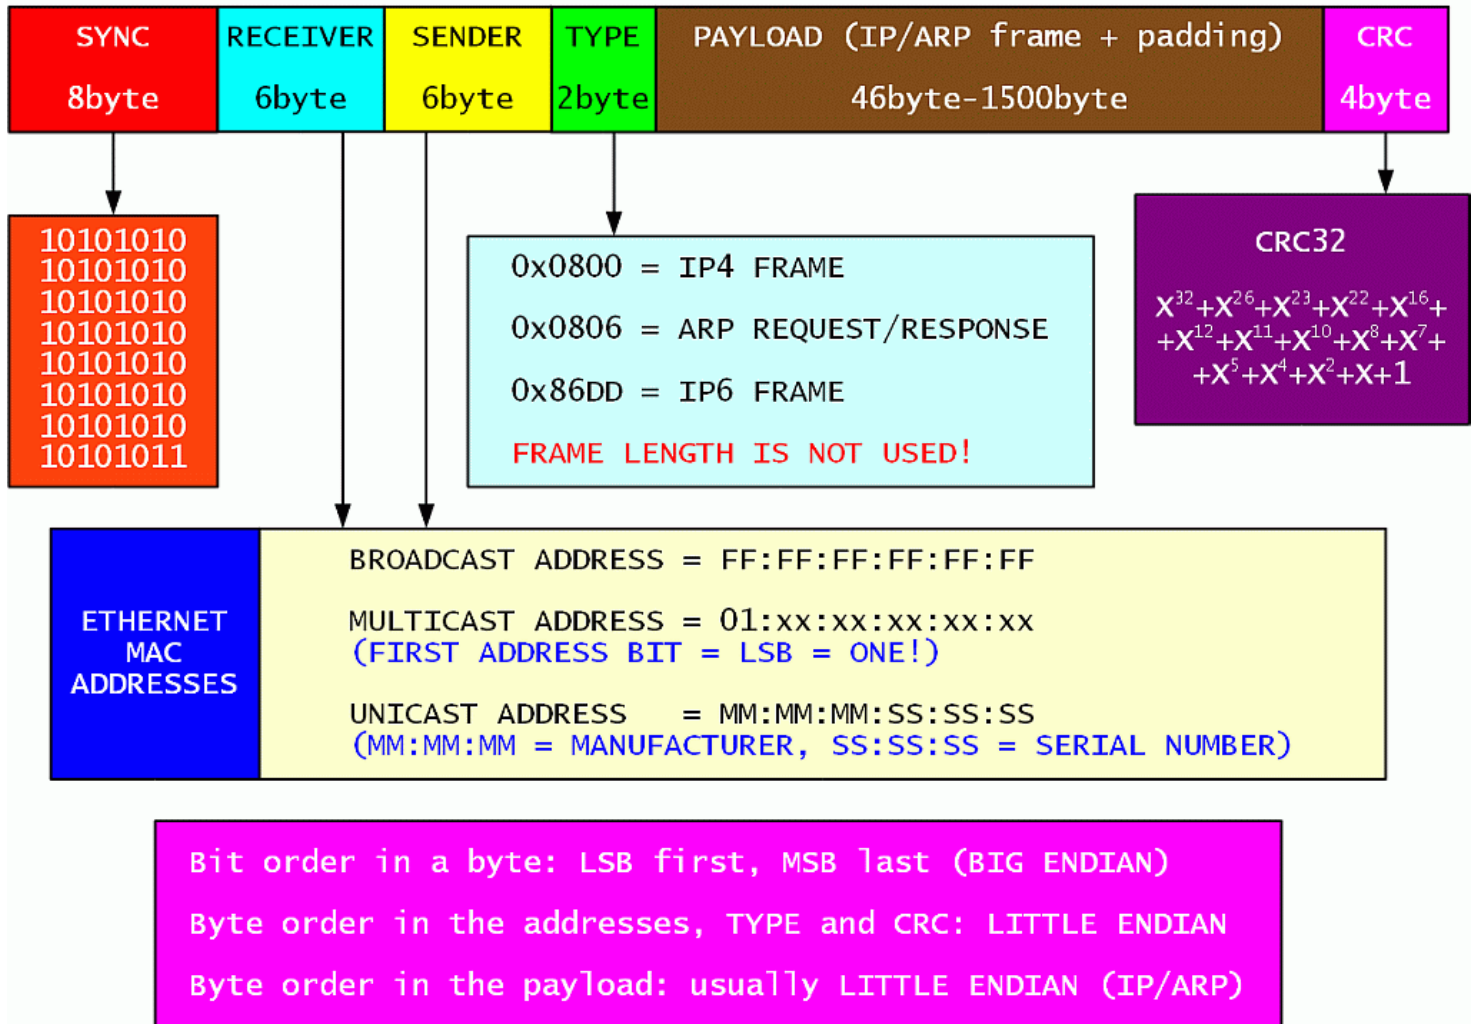 SYNC RECEIVER SENDER TYPE PAYLOAD (IP/ARP frame + padding) CRC
8byte 6byte 6byte 2byte 46byte-1500byte 4byte
10101010
10101010
10101010
10101010
10101010
10101010
10101010
10101011
0x0800 = IP4 FRAME
0x0806 = ARP REQUEST/RESPONSE
0x86DD = IP6 FRAME
FRAME LENGTH IS NOT USED!
CRC32
X³²+X²⁶+X²³+X²²+X¹⁶+
+X¹²+X¹¹+X¹⁰+X⁸+X⁷+
+X⁵+X⁴+X²+X+1
ETHERNET
MAC
ADDRESSES
BROADCAST ADDRESS = FF:FF:FF:FF:FF:FF
MULTICAST ADDRESS = 01:xx:xx:xx:xx:xx
(FIRST ADDRESS BIT = LSB = ONE!)
UNICAST ADDRESS = MM:MM:MM:SS:SS:SS
(MM:MM:MM = MANUFACTURER, SS:SS:SS = SERIAL NUMBER)
Bit order in a byte: LSB first, MSB last (BIG ENDIAN)
Byte order in the addresses, TYPE and CRC: LITTLE ENDIAN
Byte order in the payload: usually LITTLE ENDIAN (IP/ARP)